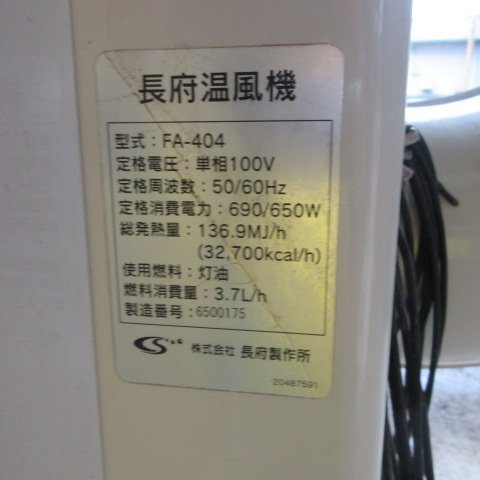 長府温風機
型式：FA-404
定格電圧：単相100V
定格周波数：50/60Hz
定格消費電力：690/650W
総発熱量：136.9MJ/h
(32,700kcal/h)
使用燃料：灯油
燃料消費量：3.7L/h
製造番号：6500175
株式会社 長府製作所
20487591